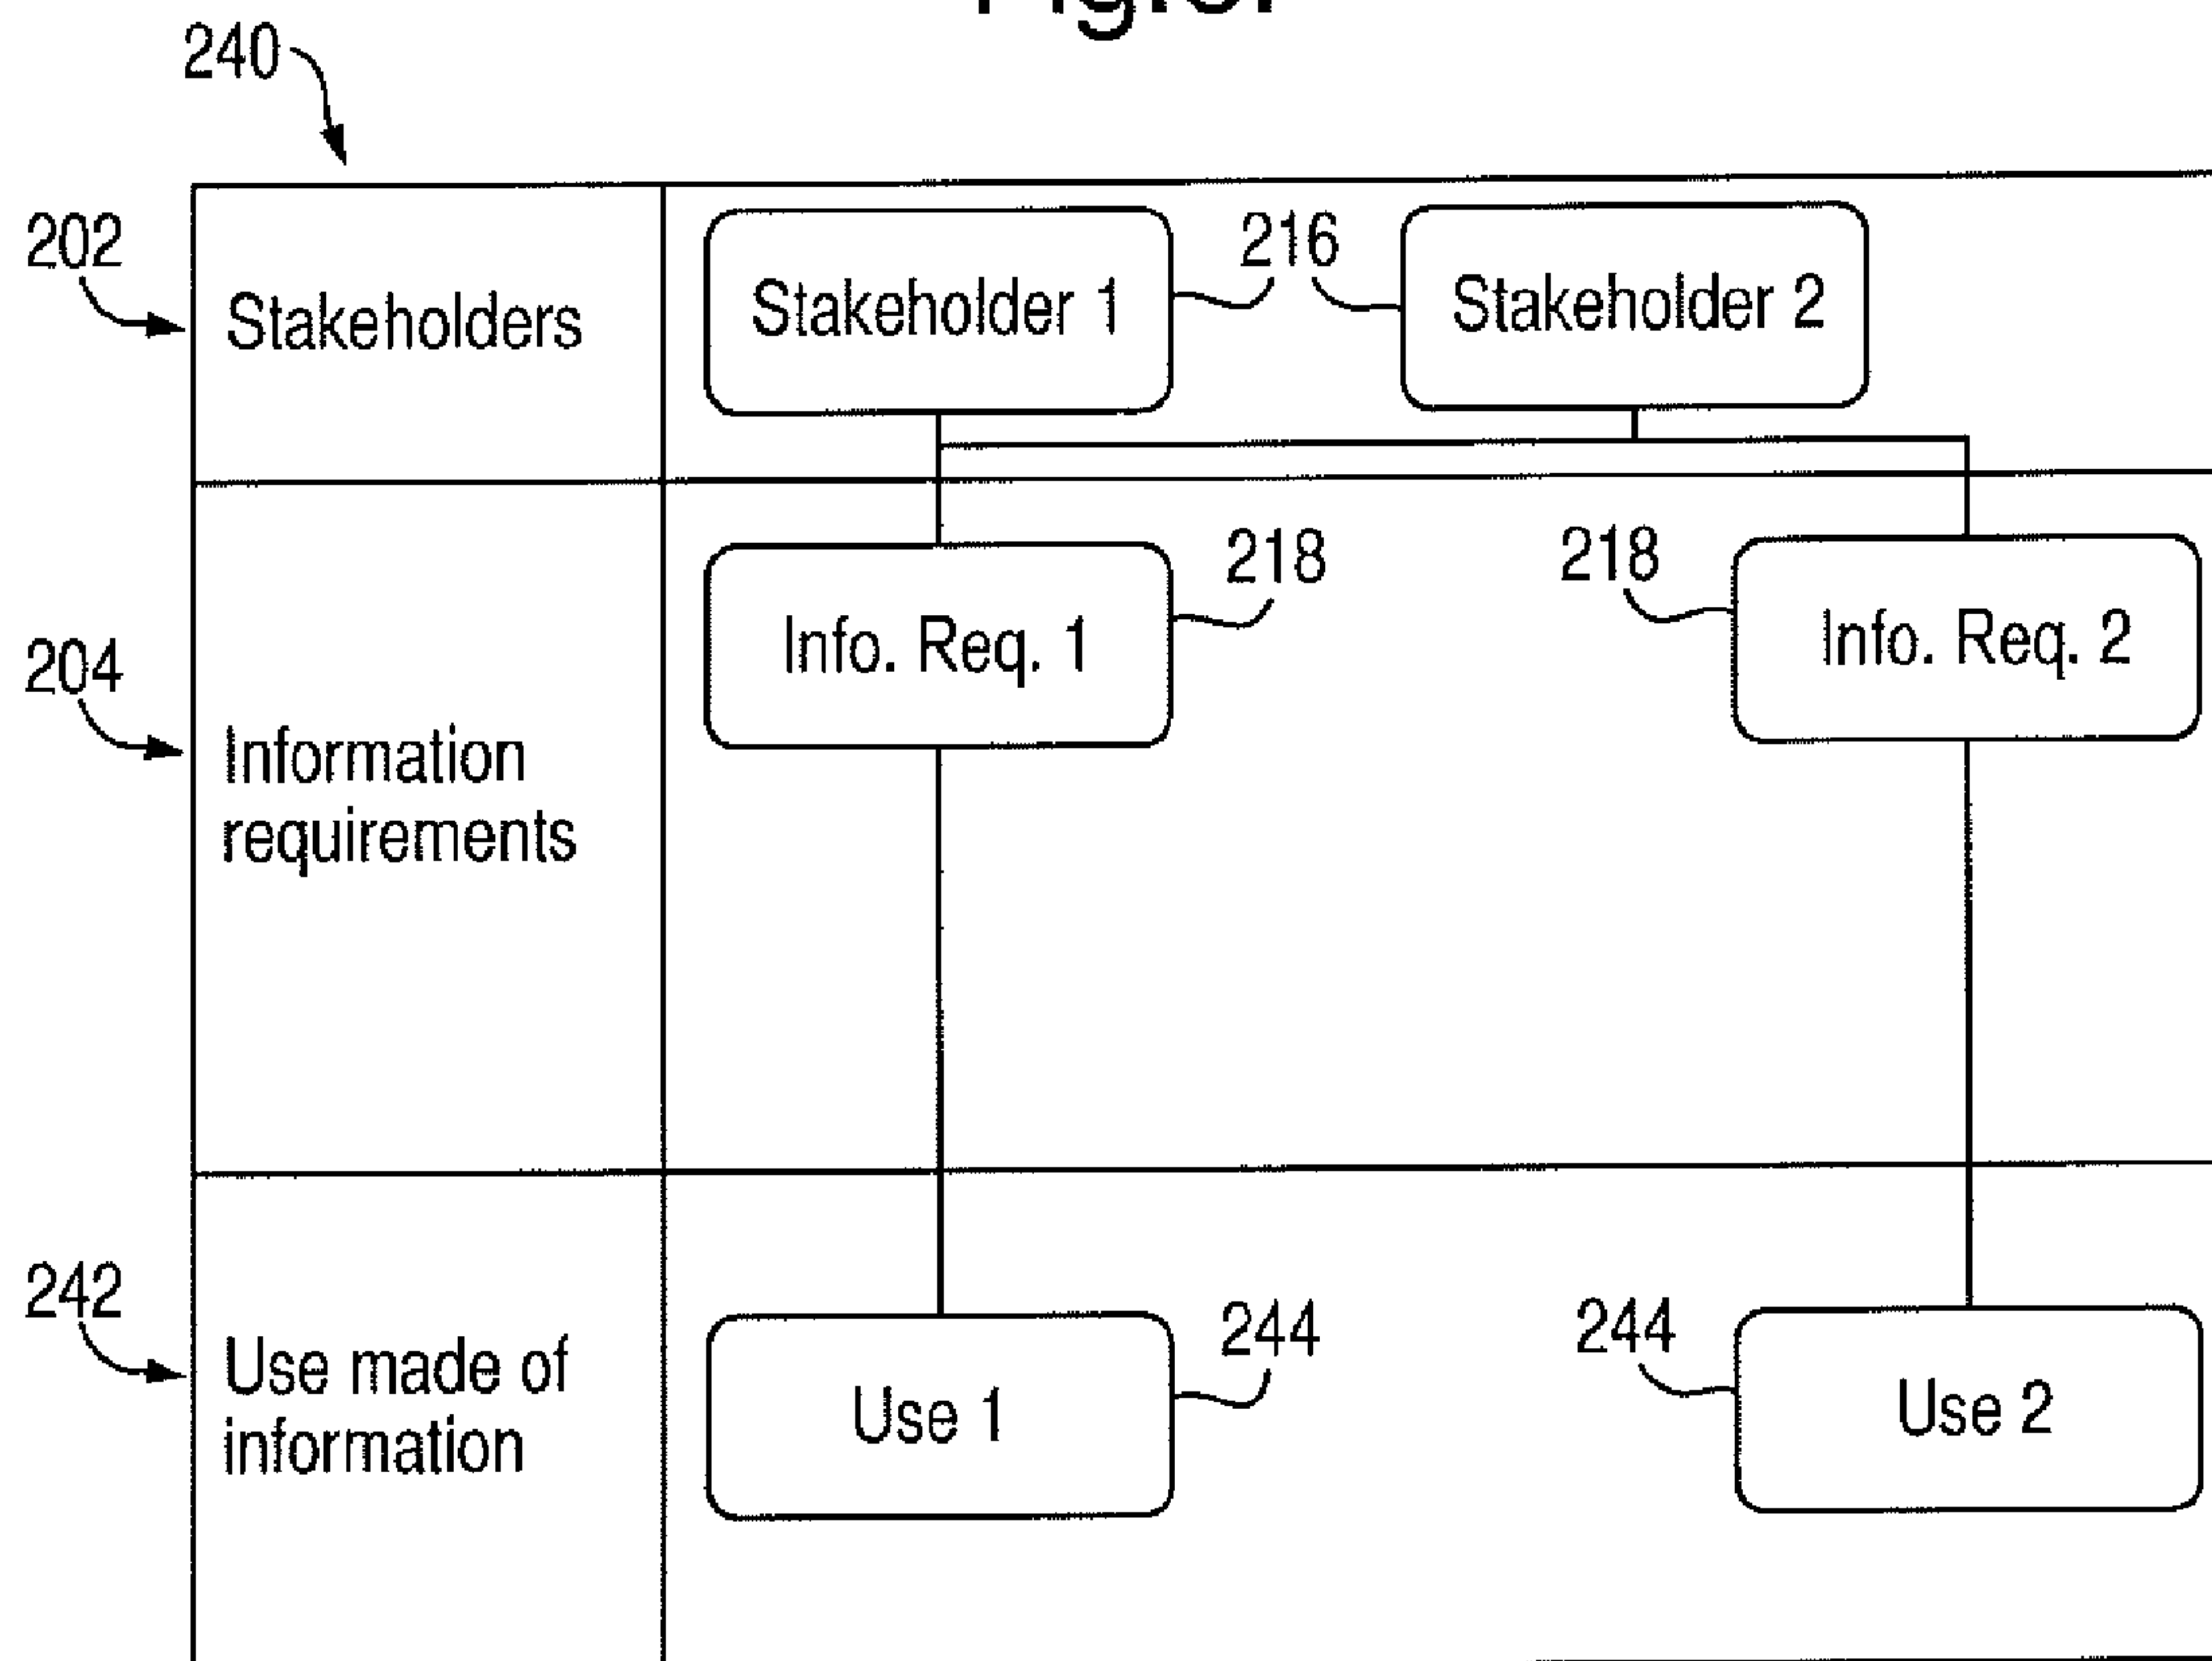 240
202
Stakeholders
Stakeholder 1
216
Stakeholder 2
204
Information
requirements
Info. Req. 1
218
218
Info. Req. 2
242
Use made of
information
Use 1
244
244
Use 2